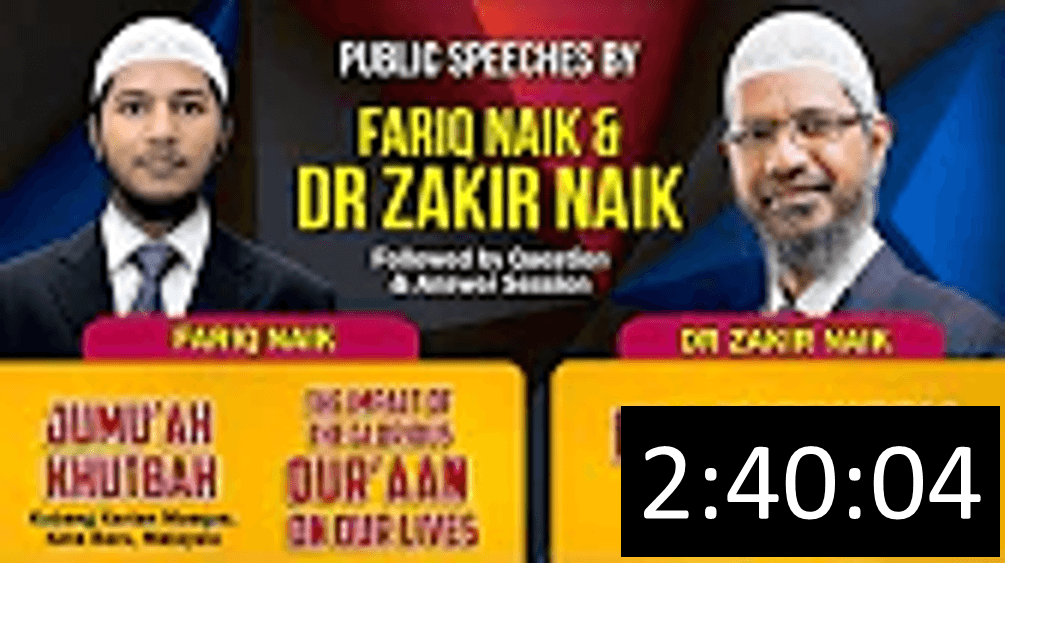 PUBLIC SPEECHES BY
FARIQ NAIK &
DR ZAKIR NAIK
Followed by Question
& Answer Session
FARIQ NAIK
DR ZAKIR NAIK
JUMU'AH
KHUTBAH
Malaysia
THE IMPACT OF
THE GLORIOUS
QUR'AAN
ON OUR LIVES
2:40:04